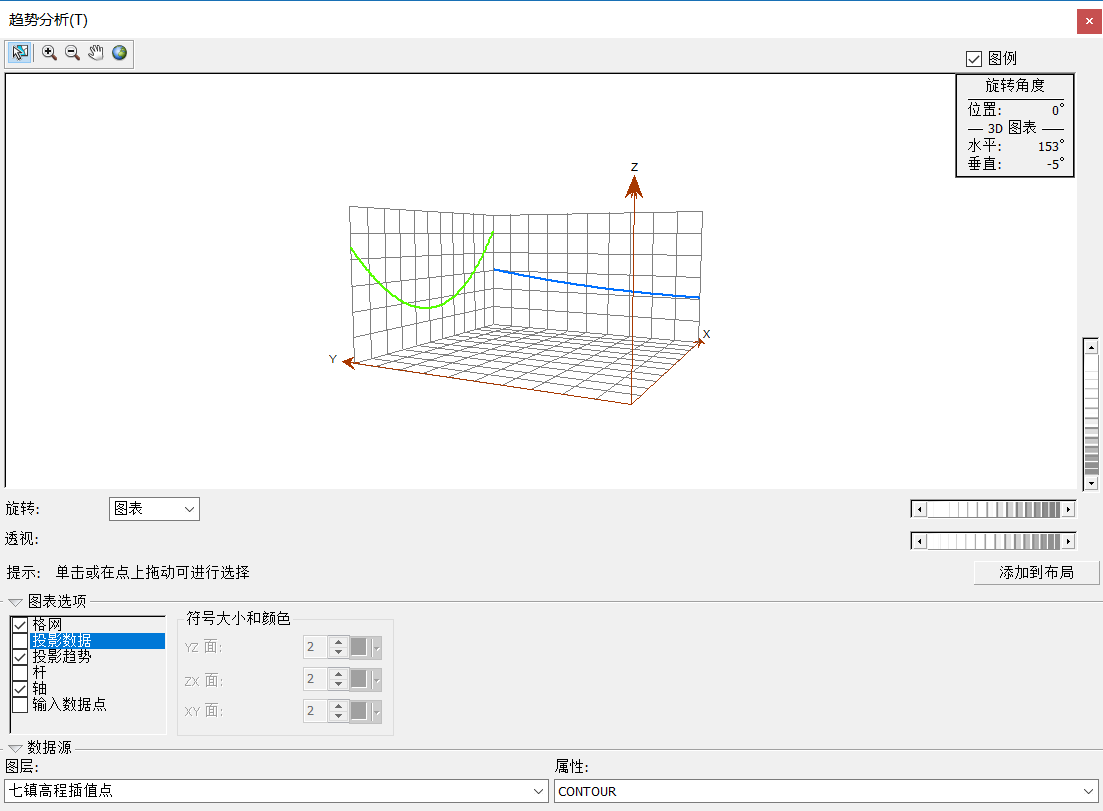 趋势分析(T)
图例
旋转角度
位置: 0°
3D 图表
水平: 153°
垂直: -5°
Z
X
Y
旋转: 图表
透视:
提示: 单击或在点上拖动可进行选择
添加到布局
图表选项
格网
投影数据
投影趋势
杆
轴
输入数据点
符号大小和颜色
YZ 面: 2
ZX 面: 2
XY 面: 2
数据源
图层: 属性:
七镇高程插值点 CONTOUR